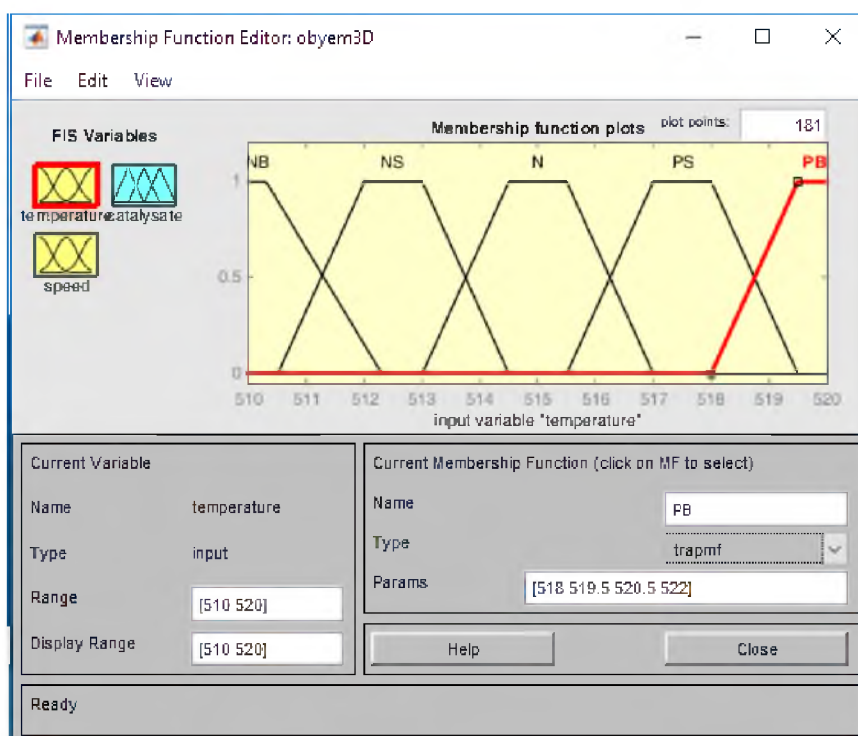 Membership Function Editor: obyem3D
File Edit View
FIS Variables
Membership function plots plot points: 181
temperature catalysate
speed
NB NS N PS PB
1
0.5
0
510 511 512 513 514 515 516 517 518 519 520
input variable "temperature"
Current Variable
Name temperature
Type input
Range [510 520]
Display Range [510 520]
Current Membership Function (click on MF to select)
Name PB
Type trapmf
Params [518 519.5 520.5 522]
Help Close
Ready